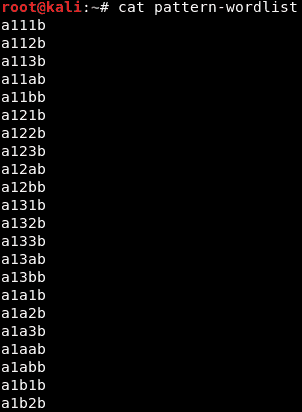 root@kali:~# cat pattern-wordlist
a111b
a112b
a113b
a11ab
a11bb
a121b
a122b
a123b
a12ab
a12bb
a131b
a132b
a133b
a13ab
a13bb
a1a1b
a1a2b
a1a3b
a1aab
a1abb
a1b1b
a1b2b